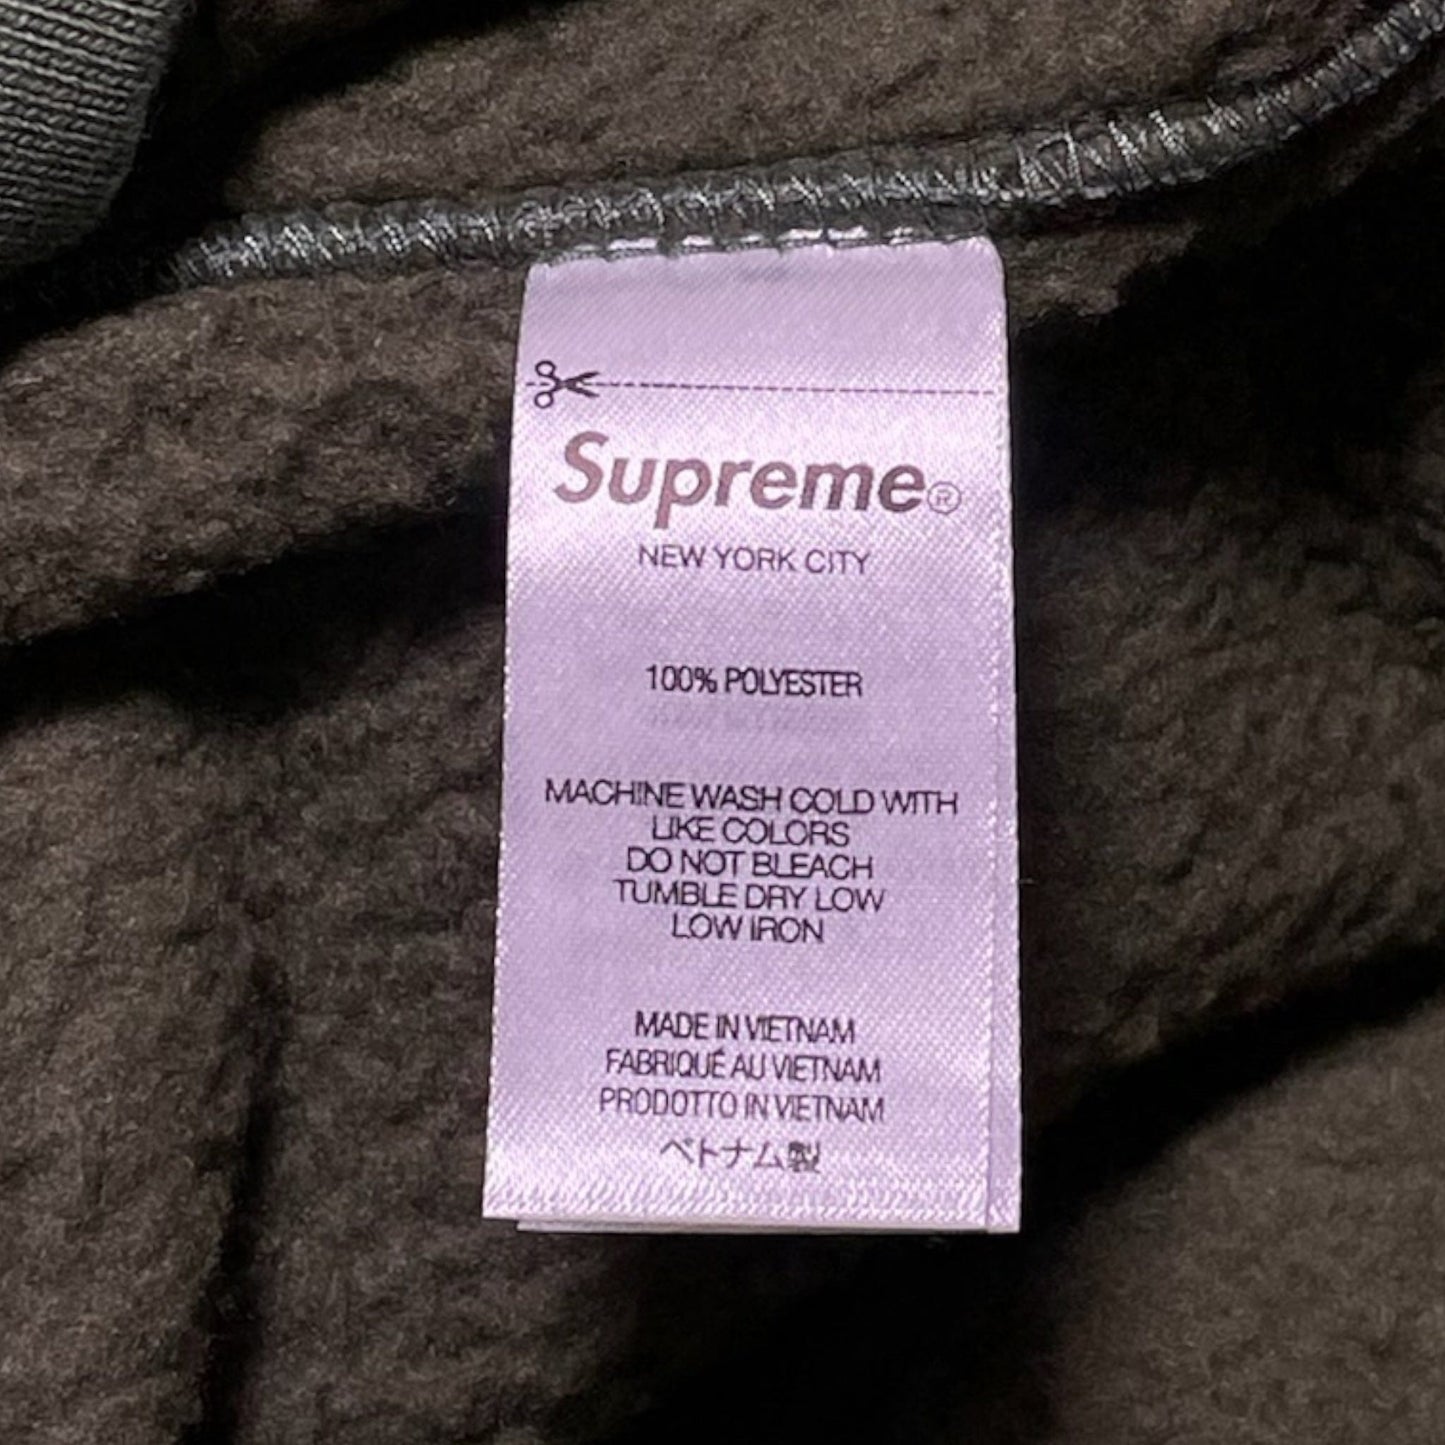 Supreme®
NEW YORK CITY
100% POLYESTER
MACHINE WASH COLD WITH
LIKE COLORS
DO NOT BLEACH
TUMBLE DRY LOW
LOW IRON
MADE IN VIETNAM
FABRIQUÉ AU VIETNAM
PRODOTTO IN VIETNAM
ベトナム製